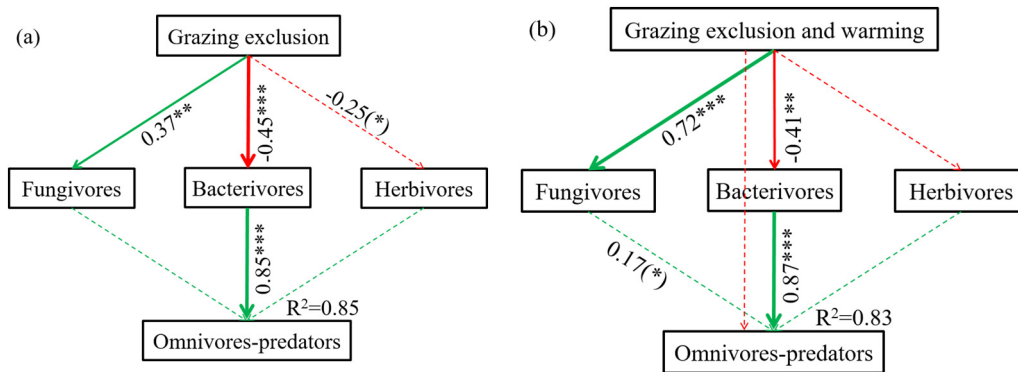 (a)
Grazing exclusion
0.37**
-0.45****
-0.25(*)
Fungivores
Bacterivores
Herbivores
0.85***
R²=0.85
Omnivores-predators
(b)
Grazing exclusion and warming
0.72***
-0.41**
Fungivores
Bacterivores
Herbivores
0.17(*)
0.87***
R²=0.83
Omnivores-predators